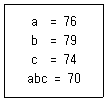 a = 76
b = 79
c = 74
abc = 70